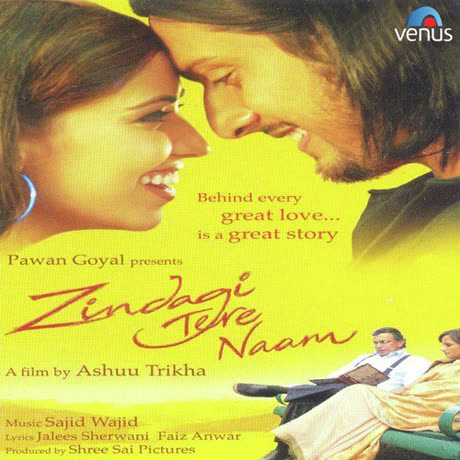 venus
Behind every
great love...
is a great story
Pawan Goyal presents
Zindagi
Tere
Naam
A film by Ashuu Trikha
Music Sajid Wajid
Lyrics Jalees Sherwani Faiz Anwar
Produced by Shree Sai Pictures